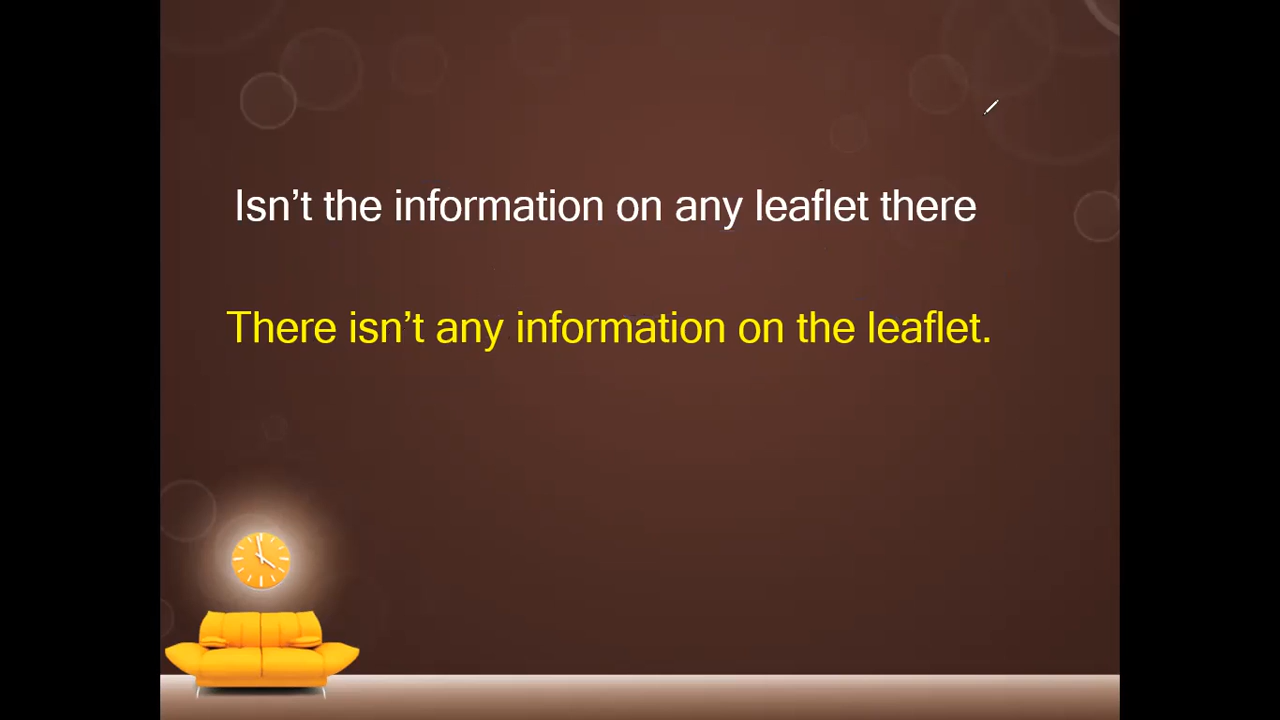 Isn’t the information on any leaflet there
There isn’t any information on the leaflet.